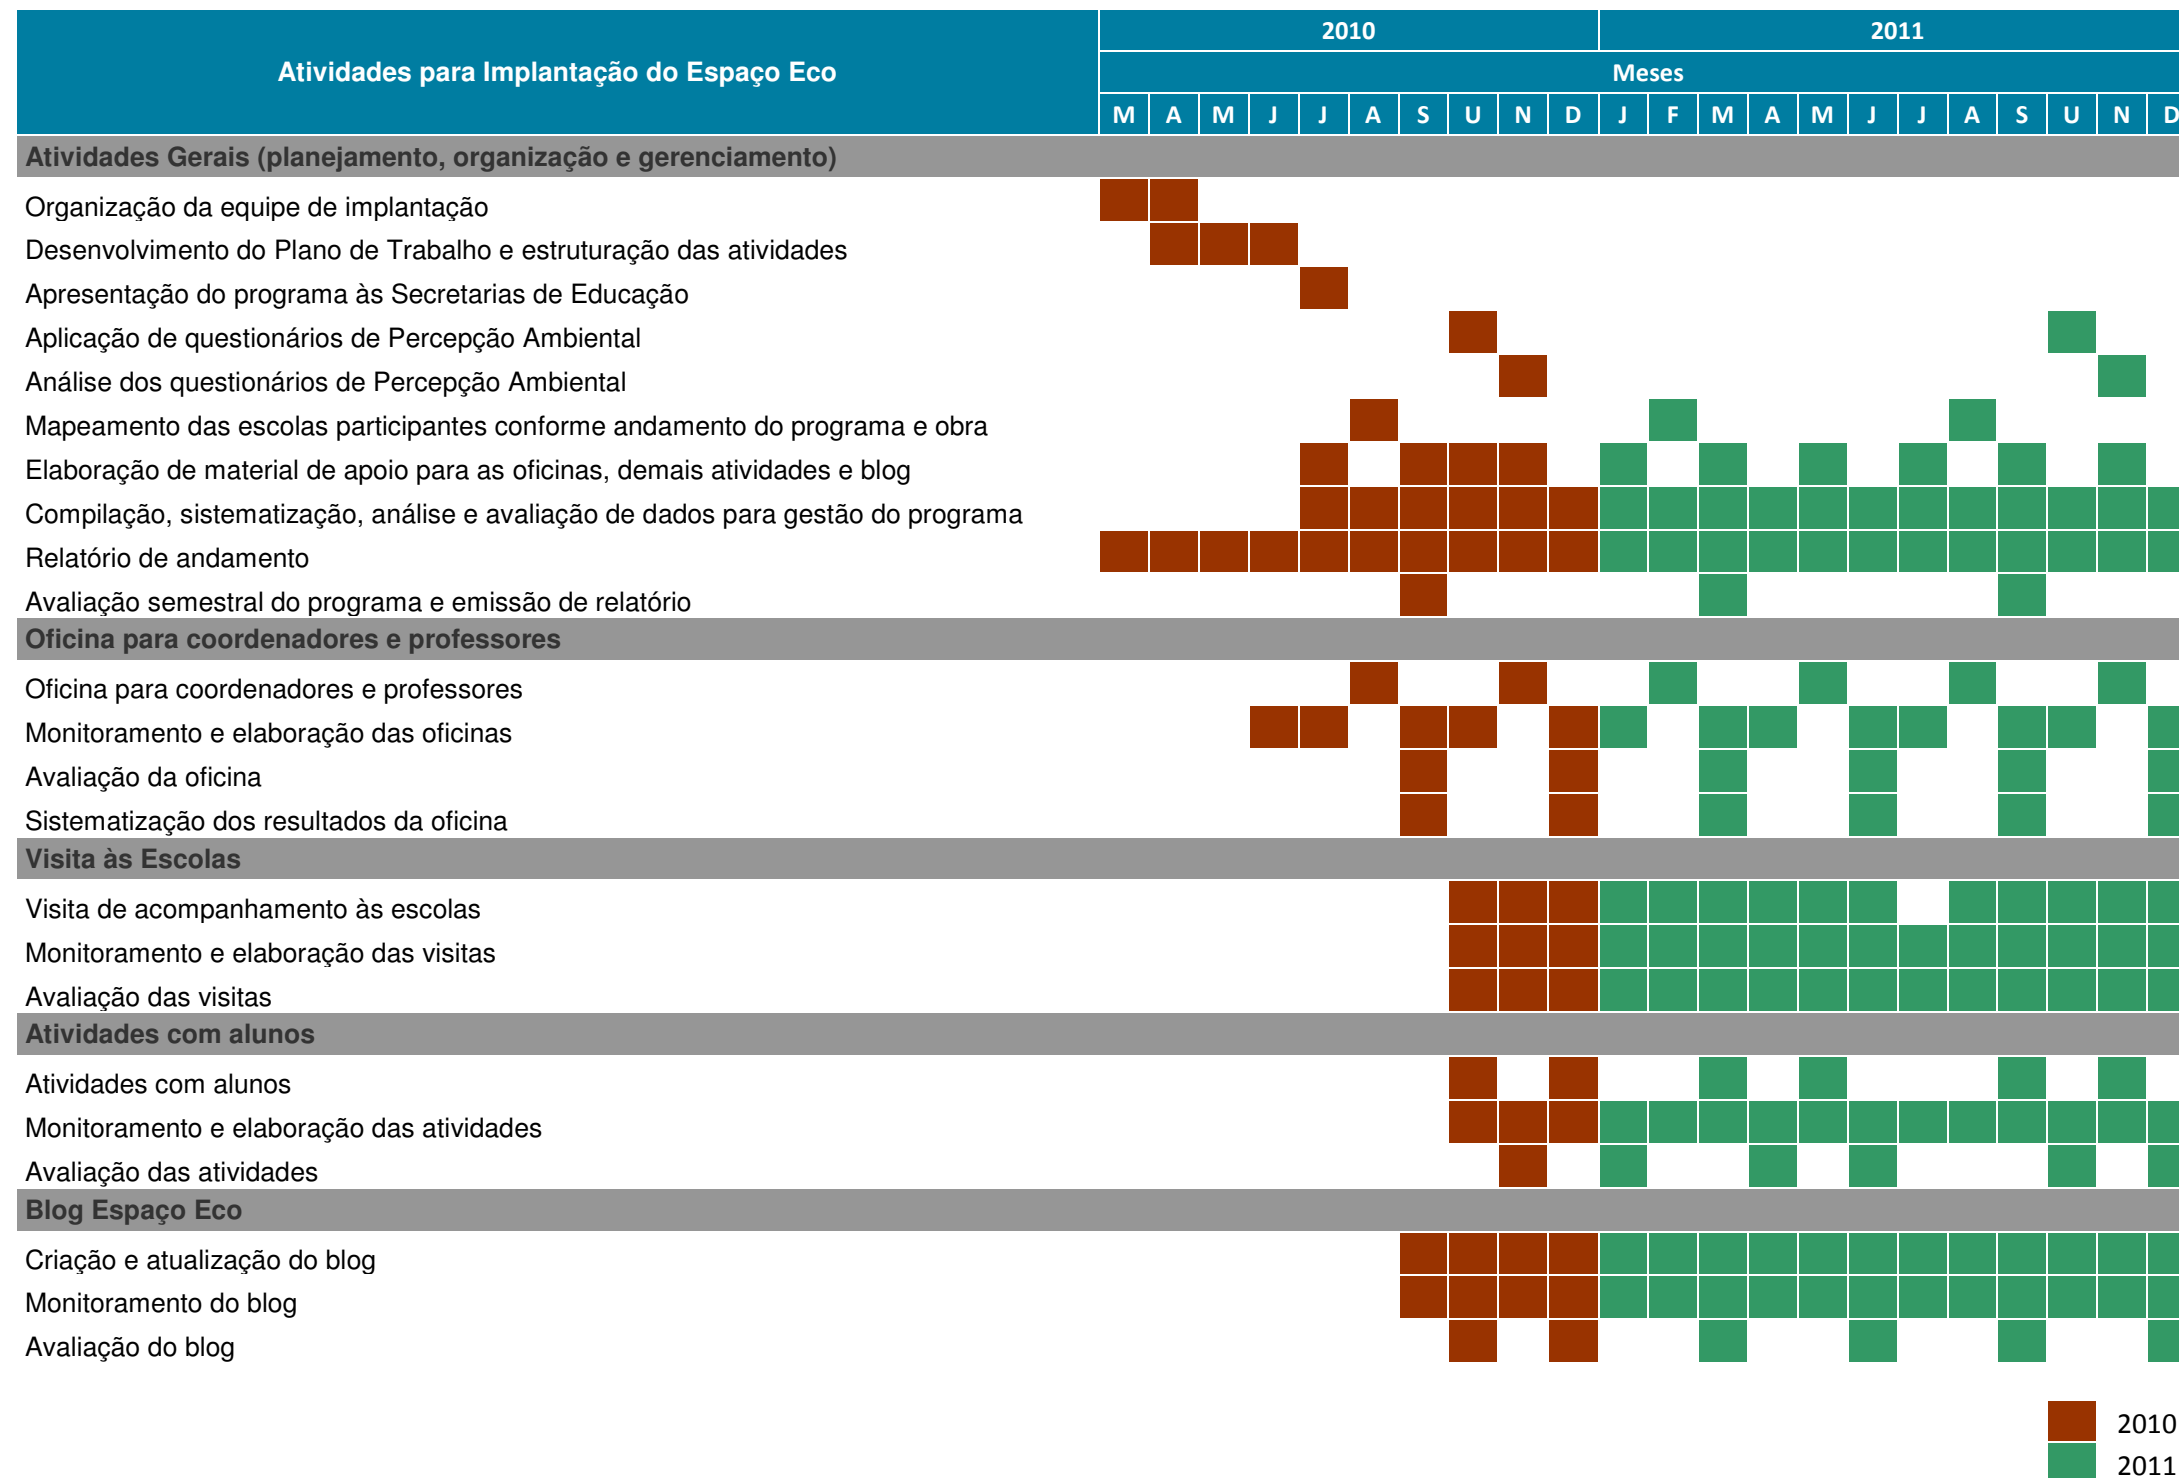 2010 2011
Atividades para Implantação do Espaço Eco
Meses
M A M J J A S U N D J F M A M J J A S U N D
Atividades Gerais (planejamento, organização e gerenciamento)
Organização da equipe de implantação
Desenvolvimento do Plano de Trabalho e estruturação das atividades
Apresentação do programa às Secretarias de Educação
Aplicação de questionários de Percepção Ambiental
Análise dos questionários de Percepção Ambiental
Mapeamento das escolas participantes conforme andamento do programa e obra
Elaboração de material de apoio para as oficinas, demais atividades e blog
Compilação, sistematização, análise e avaliação de dados para gestão do programa
Relatório de andamento
Avaliação semestral do programa e emissão de relatório
Oficina para coordenadores e professores
Oficina para coordenadores e professores
Monitoramento e elaboração das oficinas
Avaliação da oficina
Sistematização dos resultados da oficina
Visita às Escolas
Visita de acompanhamento às escolas
Monitoramento e elaboração das visitas
Avaliação das visitas
Atividades com alunos
Atividades com alunos
Monitoramento e elaboração das atividades
Avaliação das atividades
Blog Espaço Eco
Criação e atualização do blog
Monitoramento do blog
Avaliação do blog
2010
2011